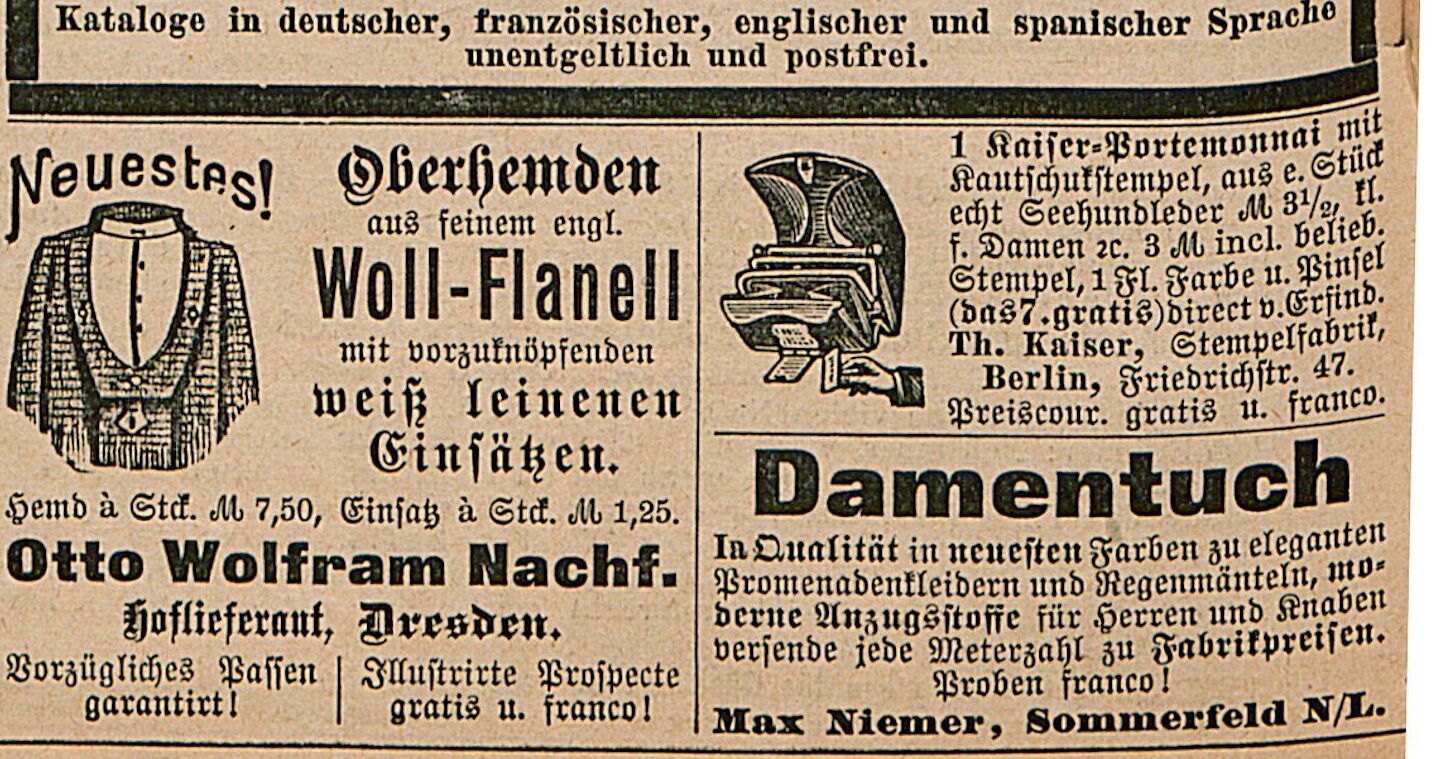 Kataloge in deutscher, französischer, englischer und spanischer Sprache
unentgeltlich und postfrei.
Neuestes!
Oberhemden
aus feinem engl.
Woll-Flanell
mit vorzuknöpfenden
weiß leinenen
Einsätzen.
Hemd à Stck. M 7,50, Einsatz à Stck. M 1,25.
Otto Wolfram Nachf.
Hoflieferant, Dresden.
Vorzügliches Passen
garantirt!
Illustrirte Prospecte
gratis u. franco!
1 Kaiser-Portemonnai mit
Kautschukstempel, aus e. Stück
echt Seehundleder M 3 1/2, kl.
f. Damen ꝛc. 3 M incl. belieb.
Stempel, 1 Fl. Farbe u. Pinsel
(das 7. gratis) direct v. Erfind.
Th. Kaiser, Stempelfabrik,
Berlin, Friedrichstr. 47.
Preiscour. gratis u. franco.
Damentuch
In Qualität in neuesten Farben zu eleganten
Promenadenkleidern und Regenmänteln, mo-
derne Anzugsstoffe für Herren und Knaben
versende jede Meterzahl zu Fabrikpreisen.
Proben franco!
Max Niemer, Sommerfeld N/L.